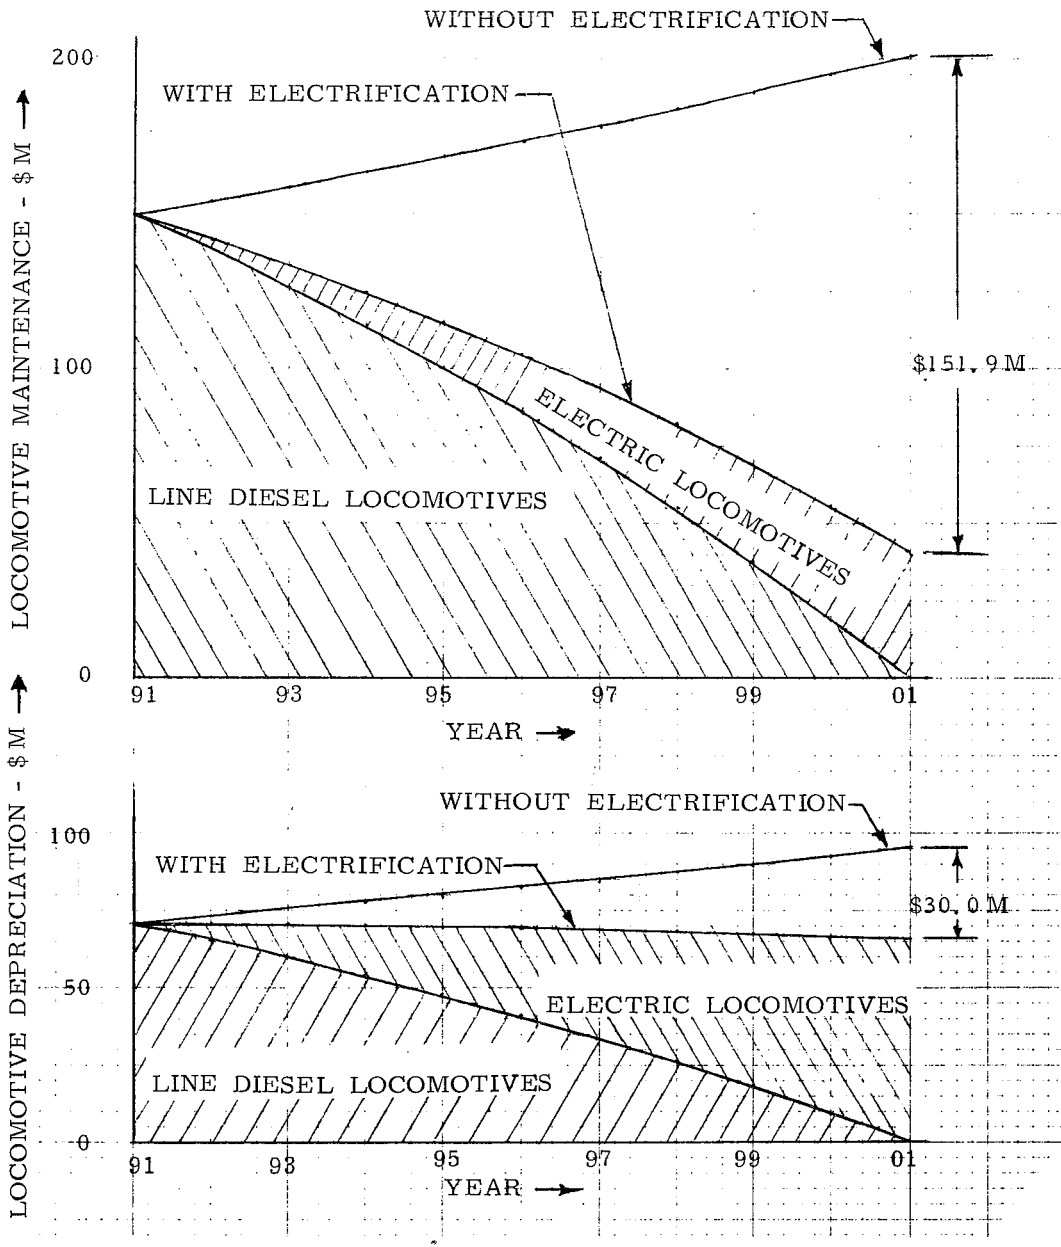 WITHOUT ELECTRIFICATION
200
WITH ELECTRIFICATION
LOCOMOTIVE MAINTENANCE - $M
100
$151.9M
ELECTRIC LOCOMOTIVES
LINE DIESEL LOCOMOTIVES
0
91 93 95 97 99 01
YEAR
WITHOUT ELECTRIFICATION
100
WITH ELECTRIFICATION
LOCOMOTIVE DEPRECIATION - $M
$30.0M
50
ELECTRIC LOCOMOTIVES
LINE DIESEL LOCOMOTIVES
0
91 93 95 97 99 01
YEAR